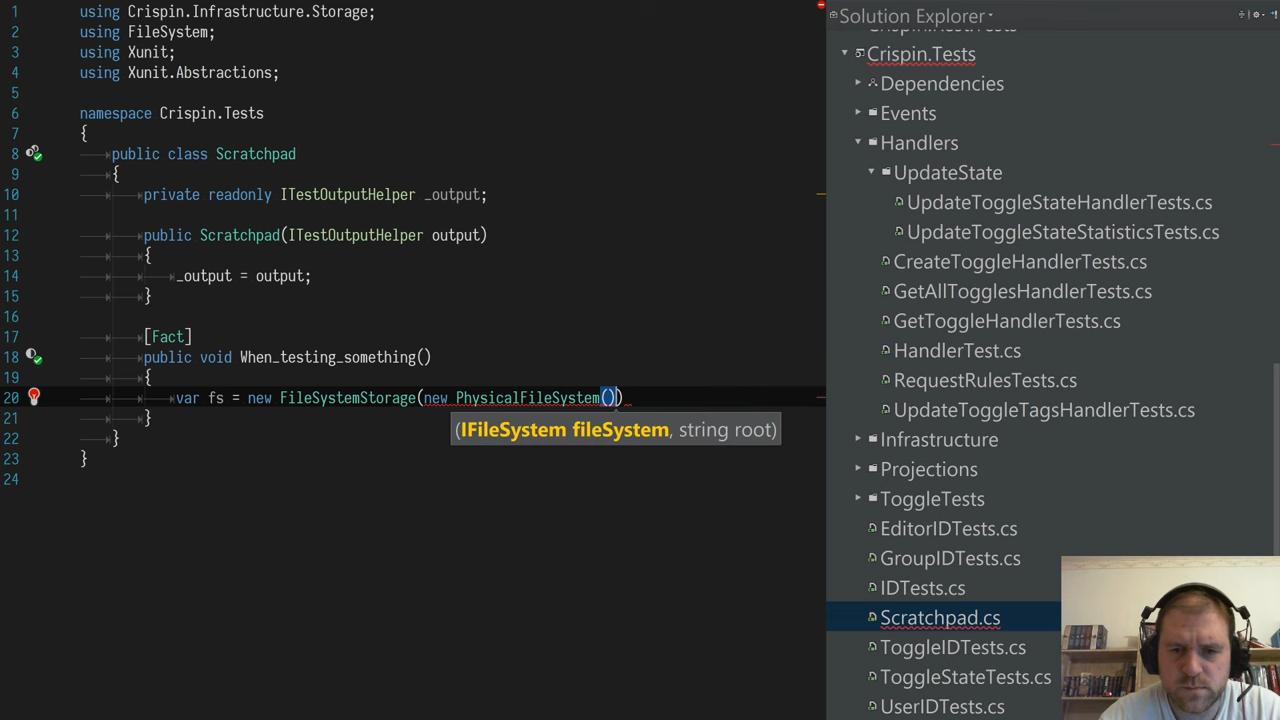 1 using Crispin.Infrastructure.Storage;
2 using FileSystem;
3 using Xunit;
4 using Xunit.Abstractions;
5
6 namespace Crispin.Tests
7 {
8 public class Scratchpad
9 {
10 private readonly ITestOutputHelper _output;
11
12 public Scratchpad(ITestOutputHelper output)
13 {
14 _output = output;
15 }
16
17 [Fact]
18 public void When_testing_something()
19 {
20 var fs = new FileSystemStorage(new PhysicalFileSystem())
21 }
22 }
23 }
24
(IFileSystem fileSystem, string root)
Solution Explorer
Crispin.Tests
Dependencies
Events
Handlers
UpdateState
UpdateToggleStateHandlerTests.cs
UpdateToggleStateStatisticsTests.cs
CreateToggleHandlerTests.cs
GetAllTogglesHandlerTests.cs
GetToggleHandlerTests.cs
HandlerTest.cs
RequestRulesTests.cs
UpdateToggleTagsHandlerTests.cs
Infrastructure
Projections
ToggleTests
EditorIDTests.cs
GroupIDTests.cs
IDTests.cs
Scratchpad.cs
ToggleIDTests.cs
ToggleStateTests.cs
UserIDTests.cs